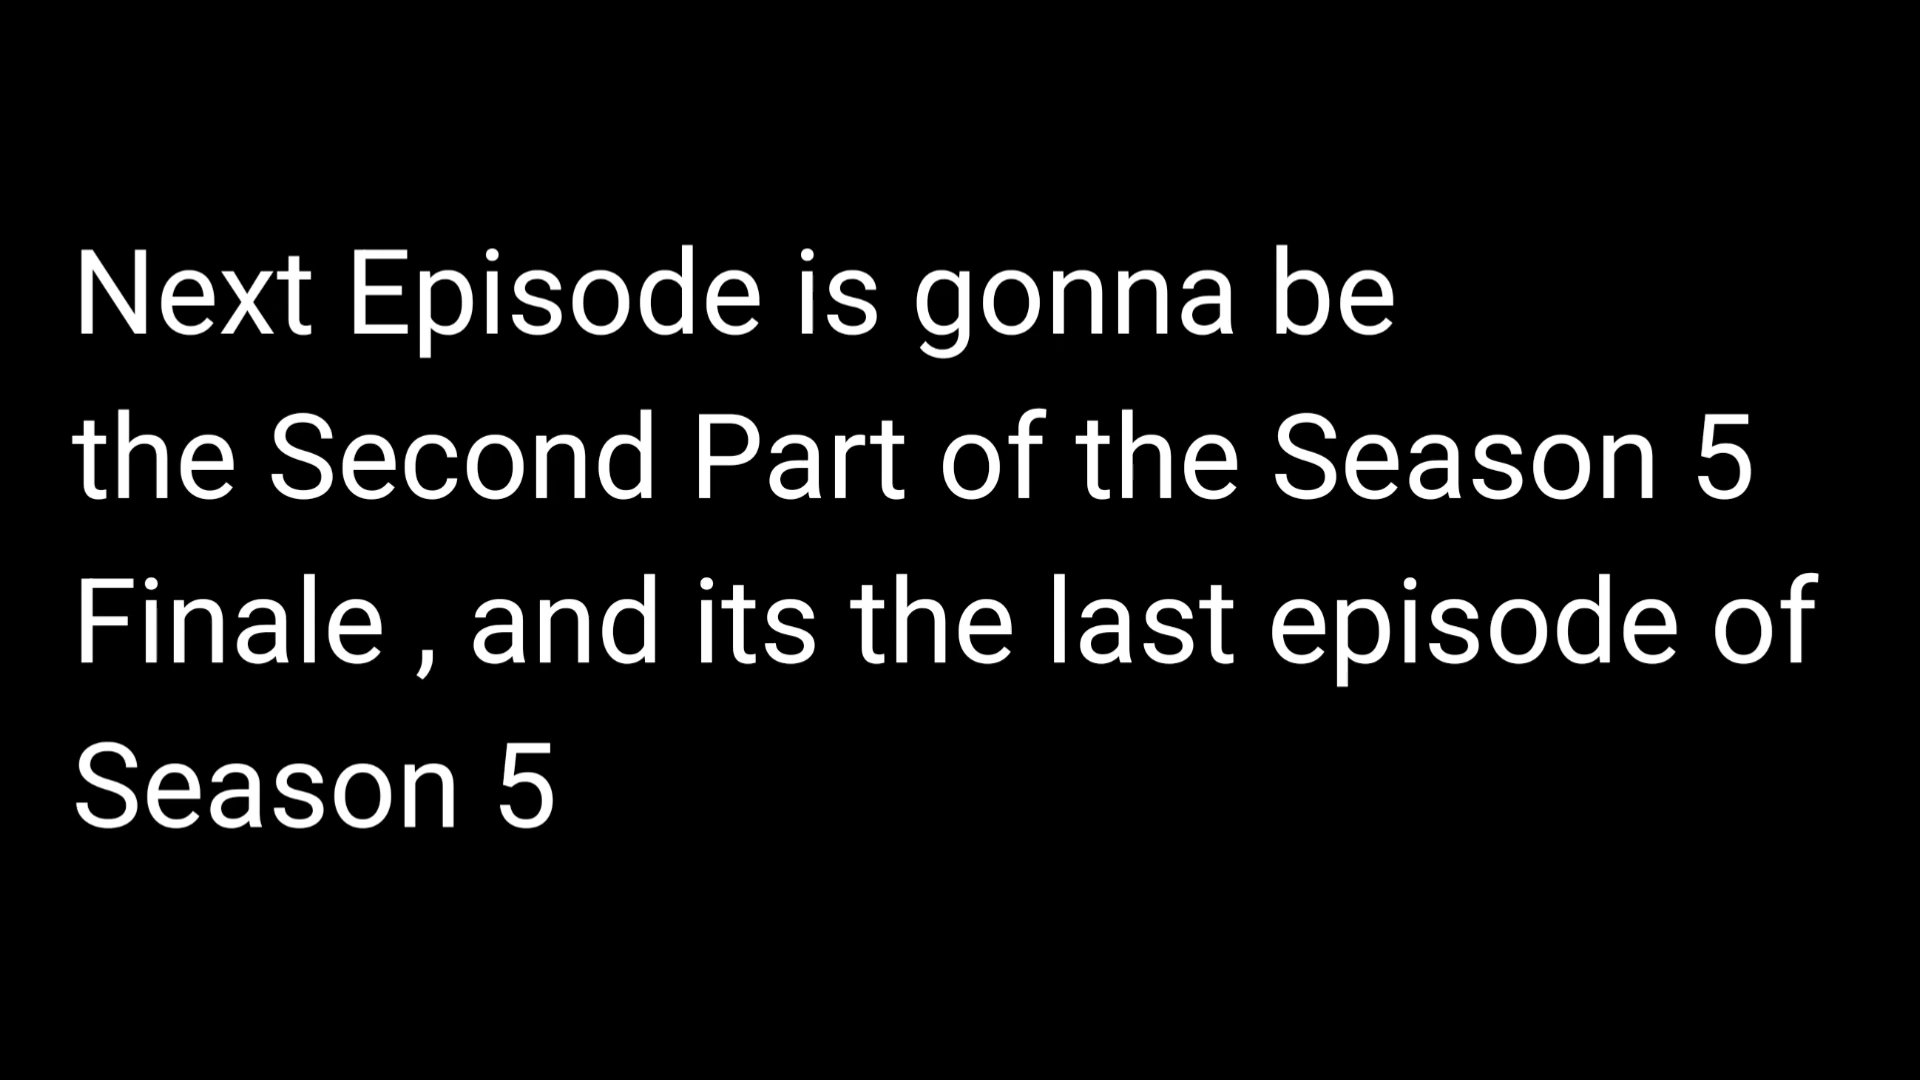 Next Episode is gonna be
the Second Part of the Season 5
Finale , and its the last episode of
Season 5